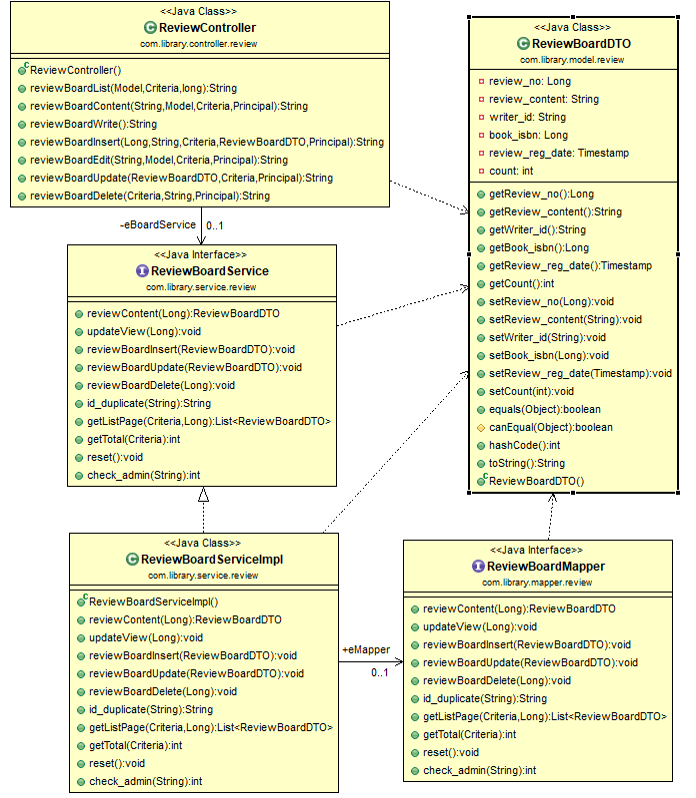 <<Java Class>>
ReviewController
com.library.controller.review
ReviewController()
reviewBoardList(Model,Criteria,long):String
reviewBoardContent(String,Model,Criteria,Principal):String
reviewBoardWrite():String
reviewBoardInsert(Long,String,Criteria,ReviewBoardDTO,Principal):String
reviewBoardEdit(String,Model,Criteria,Principal):String
reviewBoardUpdate(ReviewBoardDTO,Criteria,Principal):String
reviewBoardDelete(Criteria,String,Principal):String
<<Java Class>>
ReviewBoardDTO
com.library.model.review
review_no: Long
review_content: String
writer_id: String
book_isbn: Long
review_reg_date: Timestamp
count: int
getReview_no():Long
getReview_content():String
getWriter_id():String
getBook_isbn():Long
getReview_reg_date():Timestamp
getCount():int
setReview_no(Long):void
setReview_content(String):void
setWriter_id(String):void
setBook_isbn(Long):void
setReview_reg_date(Timestamp):void
setCount(int):void
equals(Object):boolean
canEqual(Object):boolean
hashCode():int
toString():String
ReviewBoardDTO()
-eBoardService
0..1
<<Java Interface>>
ReviewBoardService
com.library.service.review
reviewContent(Long):ReviewBoardDTO
updateView(Long):void
reviewBoardInsert(ReviewBoardDTO):void
reviewBoardUpdate(ReviewBoardDTO):void
reviewBoardDelete(Long):void
id_duplicate(String):String
getListPage(Criteria,Long):List<ReviewBoardDTO>
getTotal(Criteria):int
reset():void
check_admin(String):int
<<Java Class>>
ReviewBoardServiceImpl
com.library.service.review
ReviewBoardServiceImpl()
reviewContent(Long):ReviewBoardDTO
updateView(Long):void
reviewBoardInsert(ReviewBoardDTO):void
reviewBoardUpdate(ReviewBoardDTO):void
reviewBoardDelete(Long):void
id_duplicate(String):String
getListPage(Criteria,Long):List<ReviewBoardDTO>
getTotal(Criteria):int
reset():void
check_admin(String):int
+eMapper
0..1
<<Java Interface>>
ReviewBoardMapper
com.library.mapper.review
reviewContent(Long):ReviewBoardDTO
updateView(Long):void
reviewBoardInsert(ReviewBoardDTO):void
reviewBoardUpdate(ReviewBoardDTO):void
reviewBoardDelete(Long):void
id_duplicate(String):String
getListPage(Criteria,Long):List<ReviewBoardDTO>
getTotal(Criteria):int
reset():void
check_admin(String):int